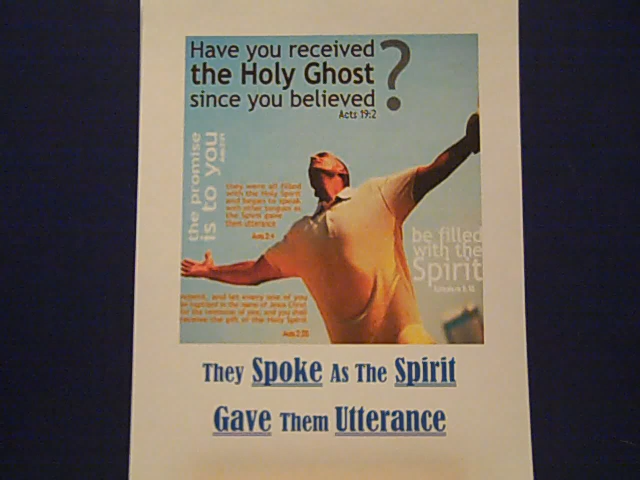 Have you received
the Holy Ghost
since you believed
?
Acts 19:2
the promise
is to you
they were all filled
with the Holy Spirit
and began to speak
with other tongues as
the Spirit gave
them utterance
Acts 2:4
be filled
with the
Spirit
repent, and let every one of you
be baptized in the name of Jesus Christ
for the remission of sins; and you shall
receive the gift of the Holy Spirit
Acts 2:38
They Spoke As The Spirit
Gave Them Utterance